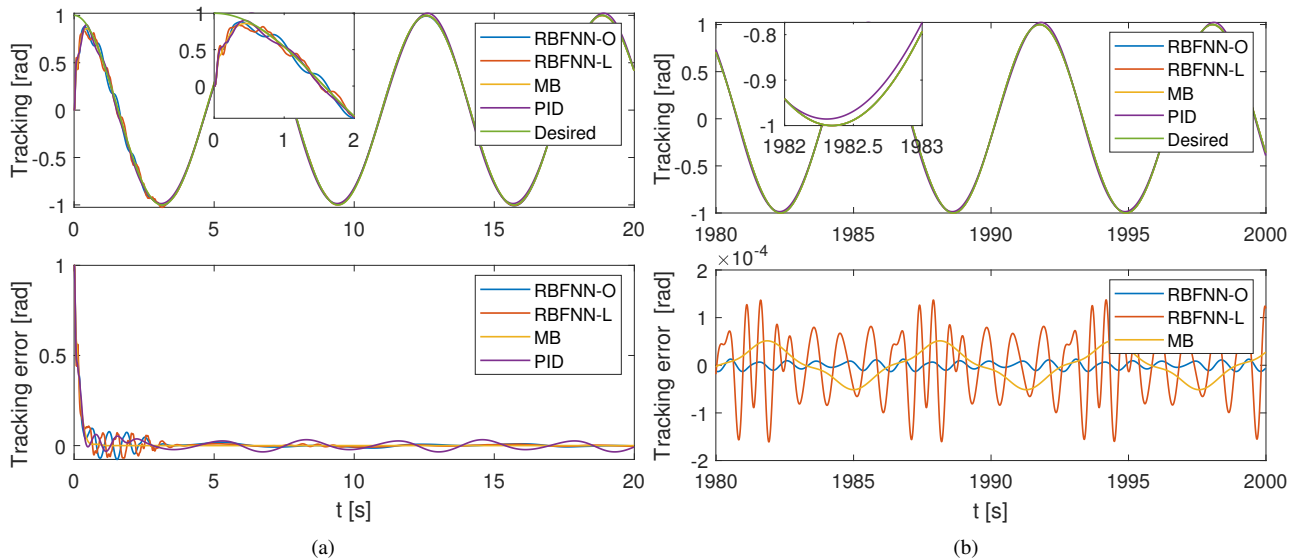 Tracking [rad]
1
0.5
0
-0.5
-1
0
5
10
15
20
1
0.5
0
0
1
2
RBFNN-O
RBFNN-L
MB
PID
Desired
Tracking error [rad]
1
0.5
0
0
5
10
15
20
t [s]
RBFNN-O
RBFNN-L
MB
PID
(a)
Tracking [rad]
1
0.5
0
-0.5
-1
1980
1985
1990
1995
2000
-0.8
-0.9
-1
1982
1982.5
1983
RBFNN-O
RBFNN-L
MB
PID
Desired
Tracking error [rad]
×10-4
2
1
0
-1
-2
1980
1985
1990
1995
2000
t [s]
RBFNN-O
RBFNN-L
MB
(b)